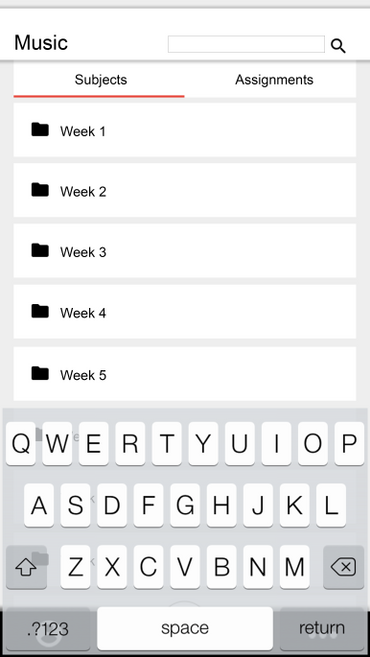 Music
Subjects Assignments
Week 1
Week 2
Week 3
Week 4
Week 5
Q W E R T Y U I O P
A S D F G H J K L
Z X C V B N M
.?123 space return